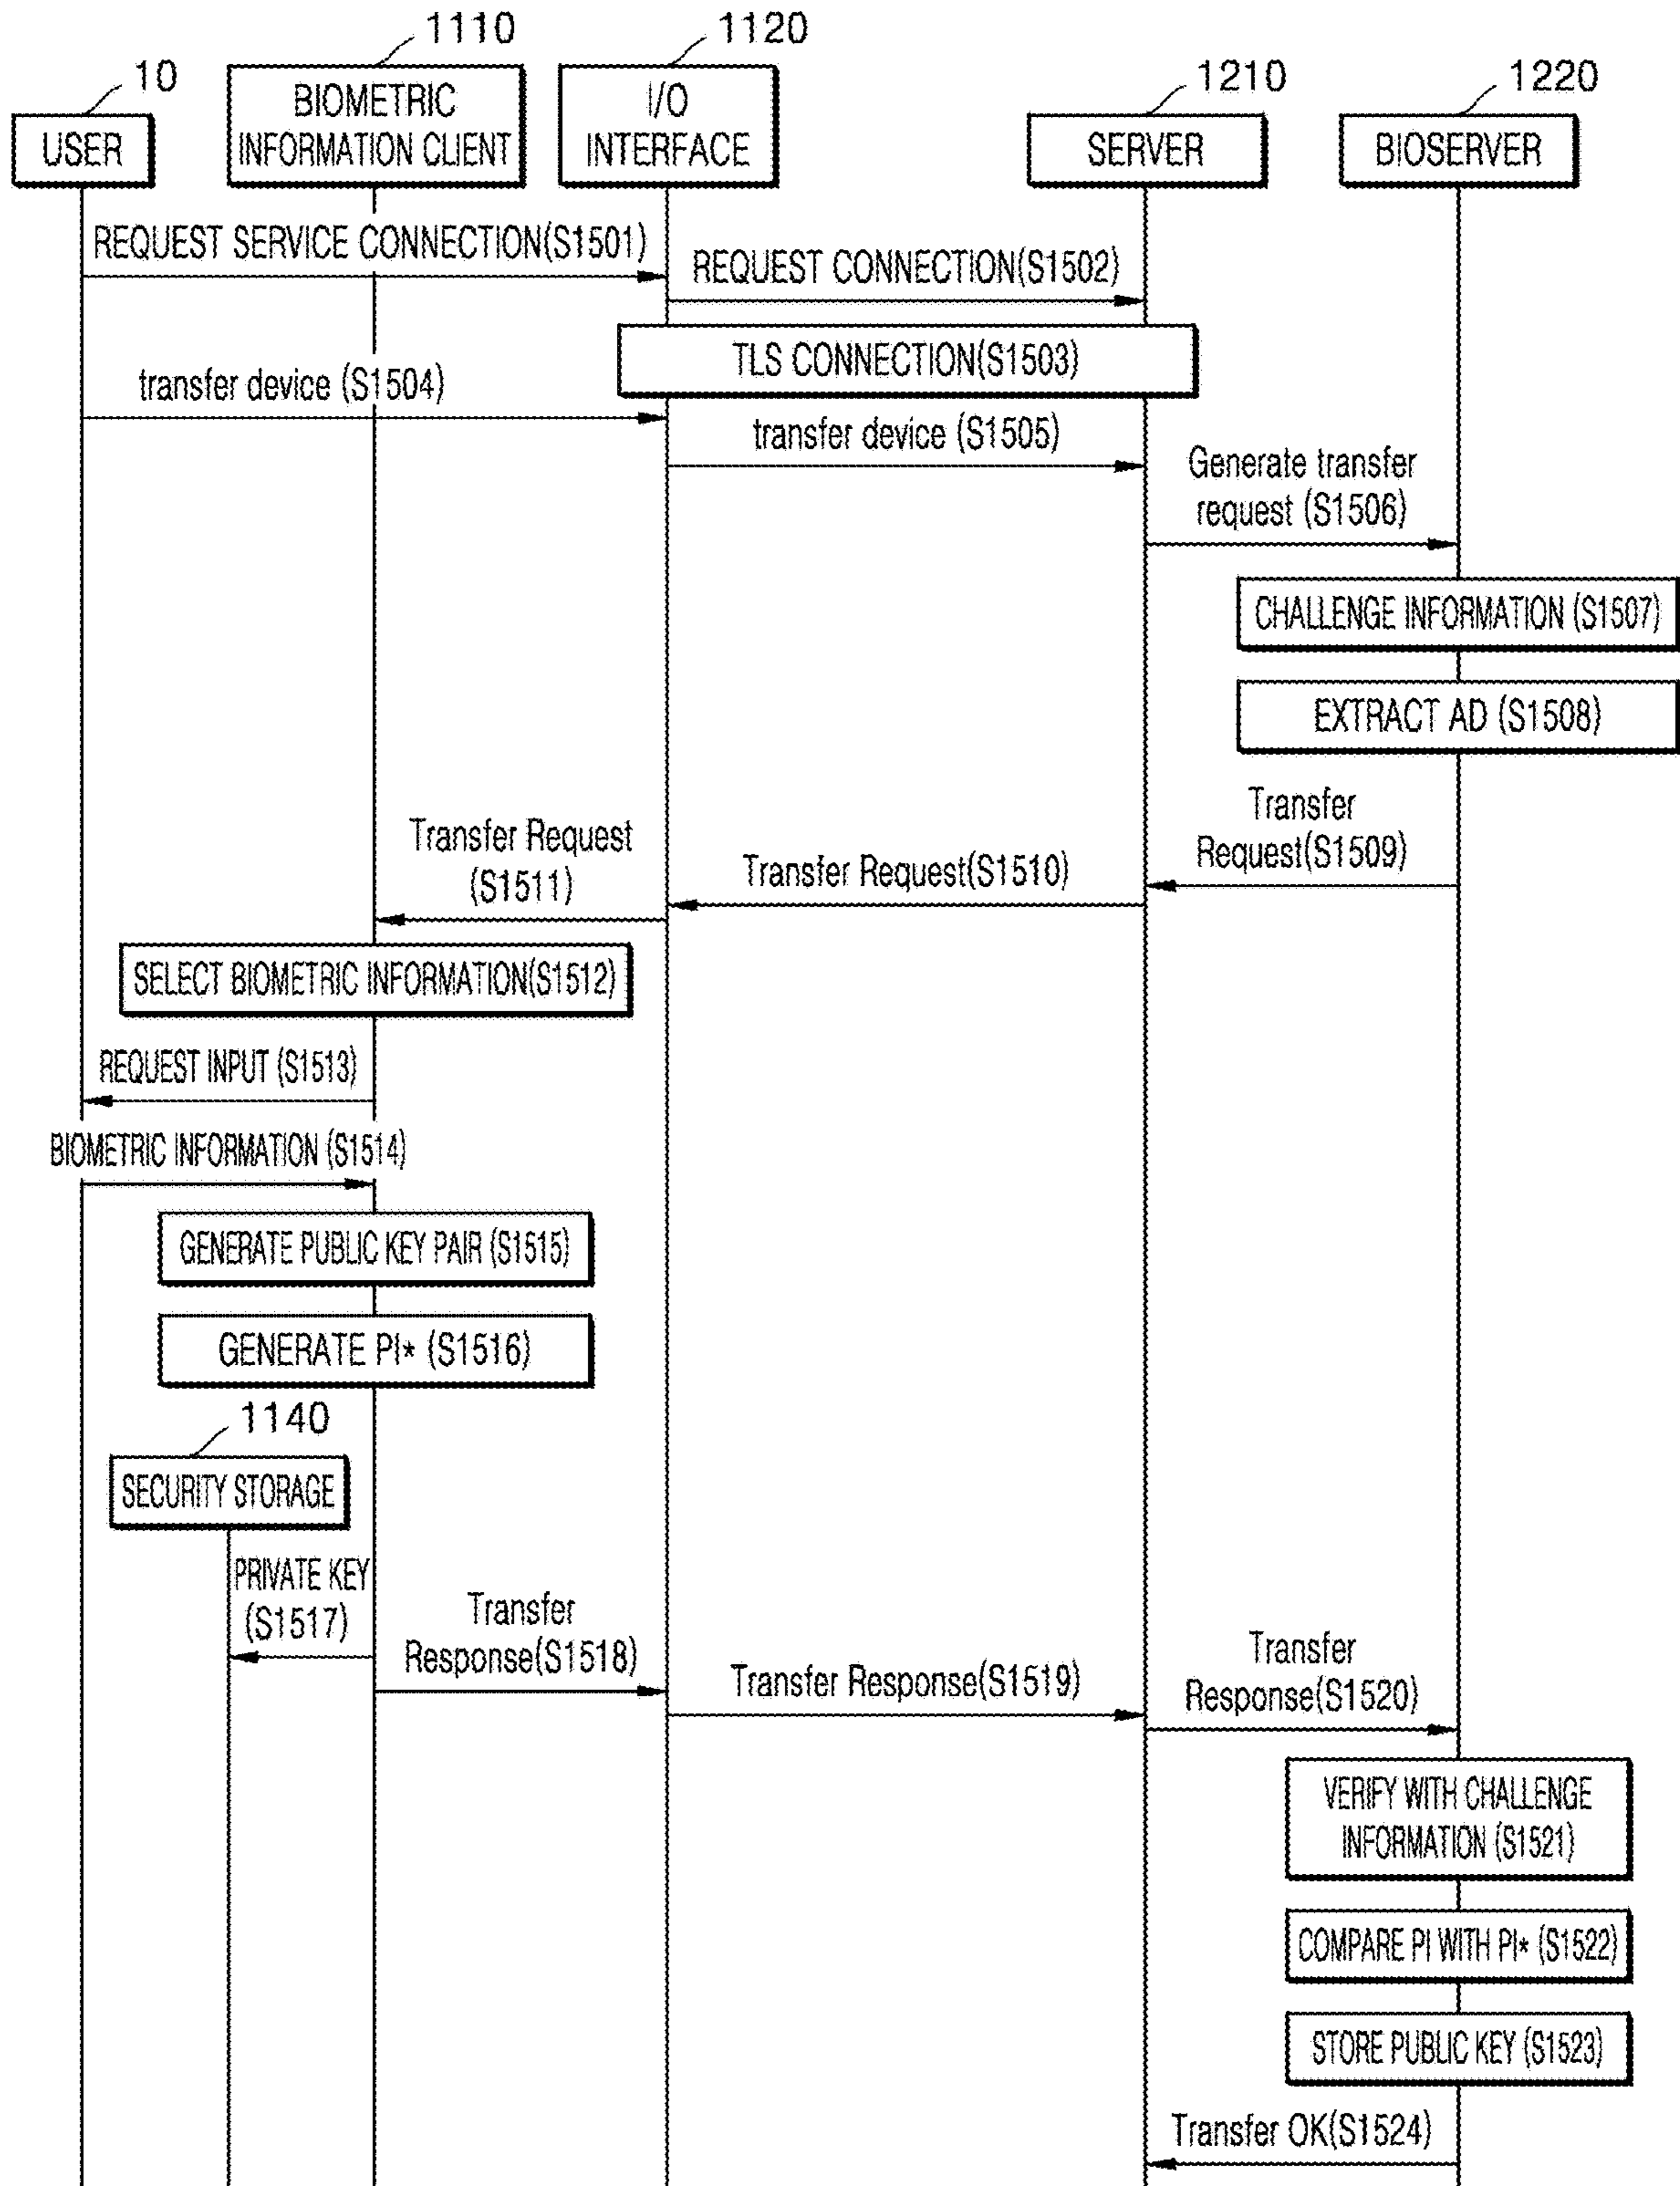 10
1110
1120
1210
1220
USER
BIOMETRIC
INFORMATION CLIENT
I/O
INTERFACE
SERVER
BIOSERVER
REQUEST SERVICE CONNECTION(S1501)
REQUEST CONNECTION(S1502)
TLS CONNECTION(S1503)
transfer device (S1504)
transfer device (S1505)
Generate transfer
request (S1506)
CHALLENGE INFORMATION (S1507)
EXTRACT AD (S1508)
Transfer
Request(S1509)
Transfer Request(S1510)
Transfer Request
(S1511)
SELECT BIOMETRIC INFORMATION(S1512)
REQUEST INPUT (S1513)
BIOMETRIC INFORMATION (S1514)
GENERATE PUBLIC KEY PAIR (S1515)
GENERATE PI* (S1516)
1140
SECURITY STORAGE
PRIVATE KEY
(S1517)
Transfer
Response(S1518)
Transfer Response(S1519)
Transfer
Response(S1520)
VERIFY WITH CHALLENGE
INFORMATION (S1521)
COMPARE PI WITH PI* (S1522)
STORE PUBLIC KEY (S1523)
Transfer OK(S1524)